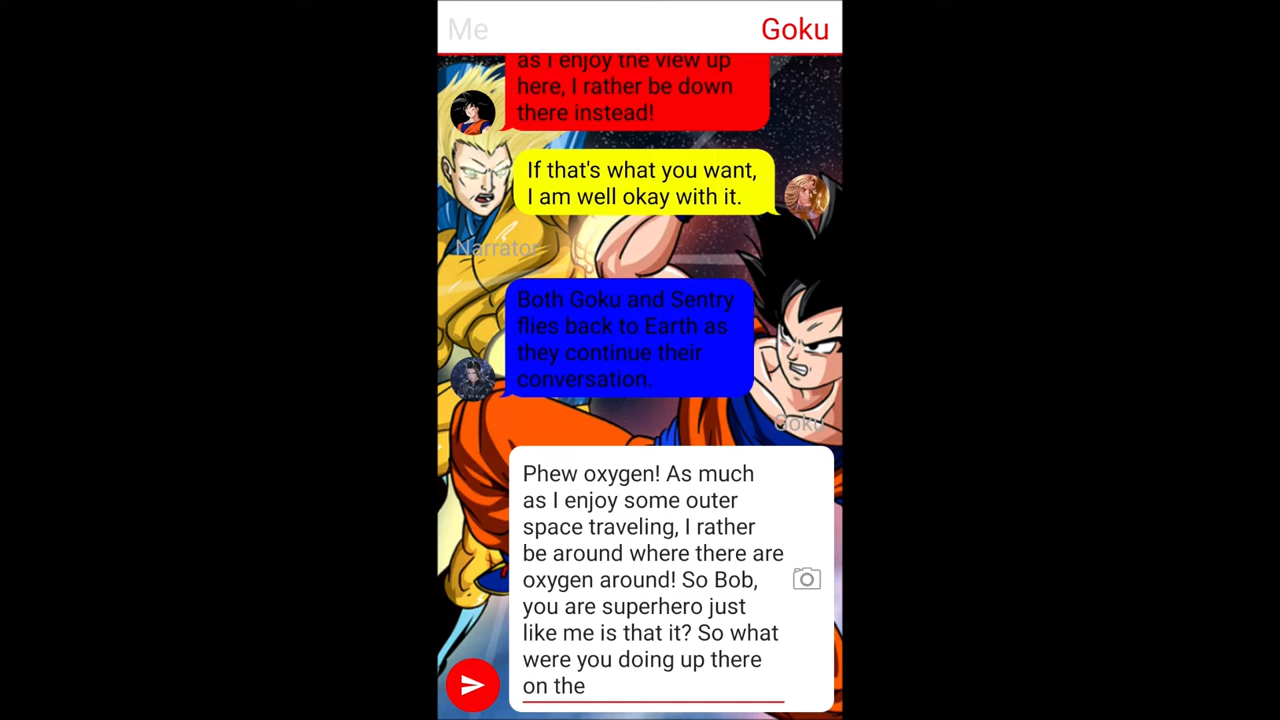 Me
Goku
as I enjoy the view up
here, I rather be down
there instead!
If that's what you want,
I am well okay with it.
Narrator
Both Goku and Sentry
flies back to Earth as
they continue their
conversation.
Goku
Phew oxygen! As much
as I enjoy some outer
space traveling, I rather
be around where there are
oxygen around! So Bob,
you are superhero just
like me is that it? So what
were you doing up there
on the